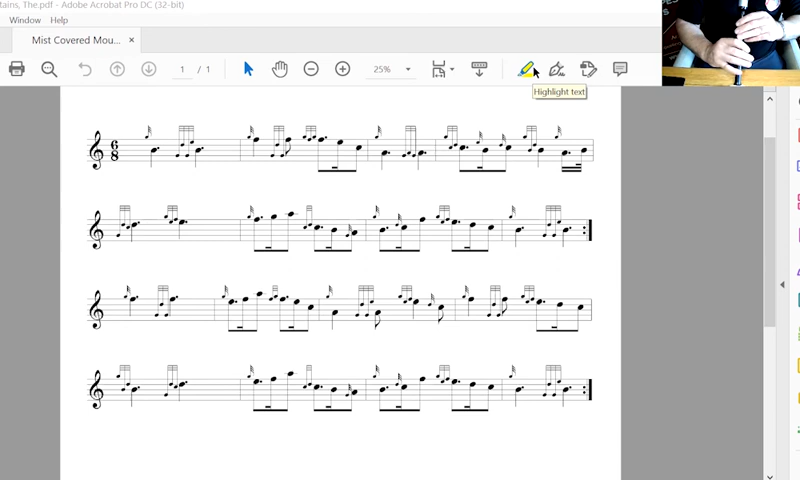 tains, The.pdf - Adobe Acrobat Pro DC (32-bit)
Window Help
Mist Covered Mou... ×
1 / 1
25%
Highlight text
6
8